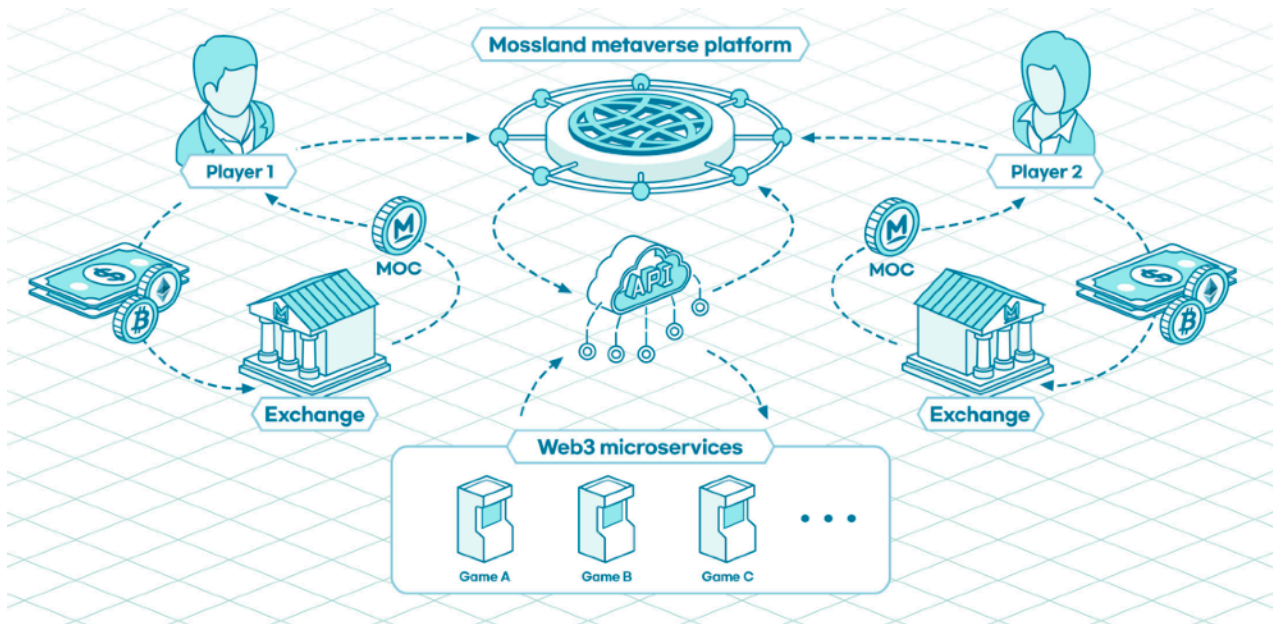 Mossland metaverse platform
Player 1
Player 2
M
MOC
M
MOC
$
₿
$
₿
API
M
M
Exchange
Exchange
Web3 microservices
• • •
Game A
Game B
Game C